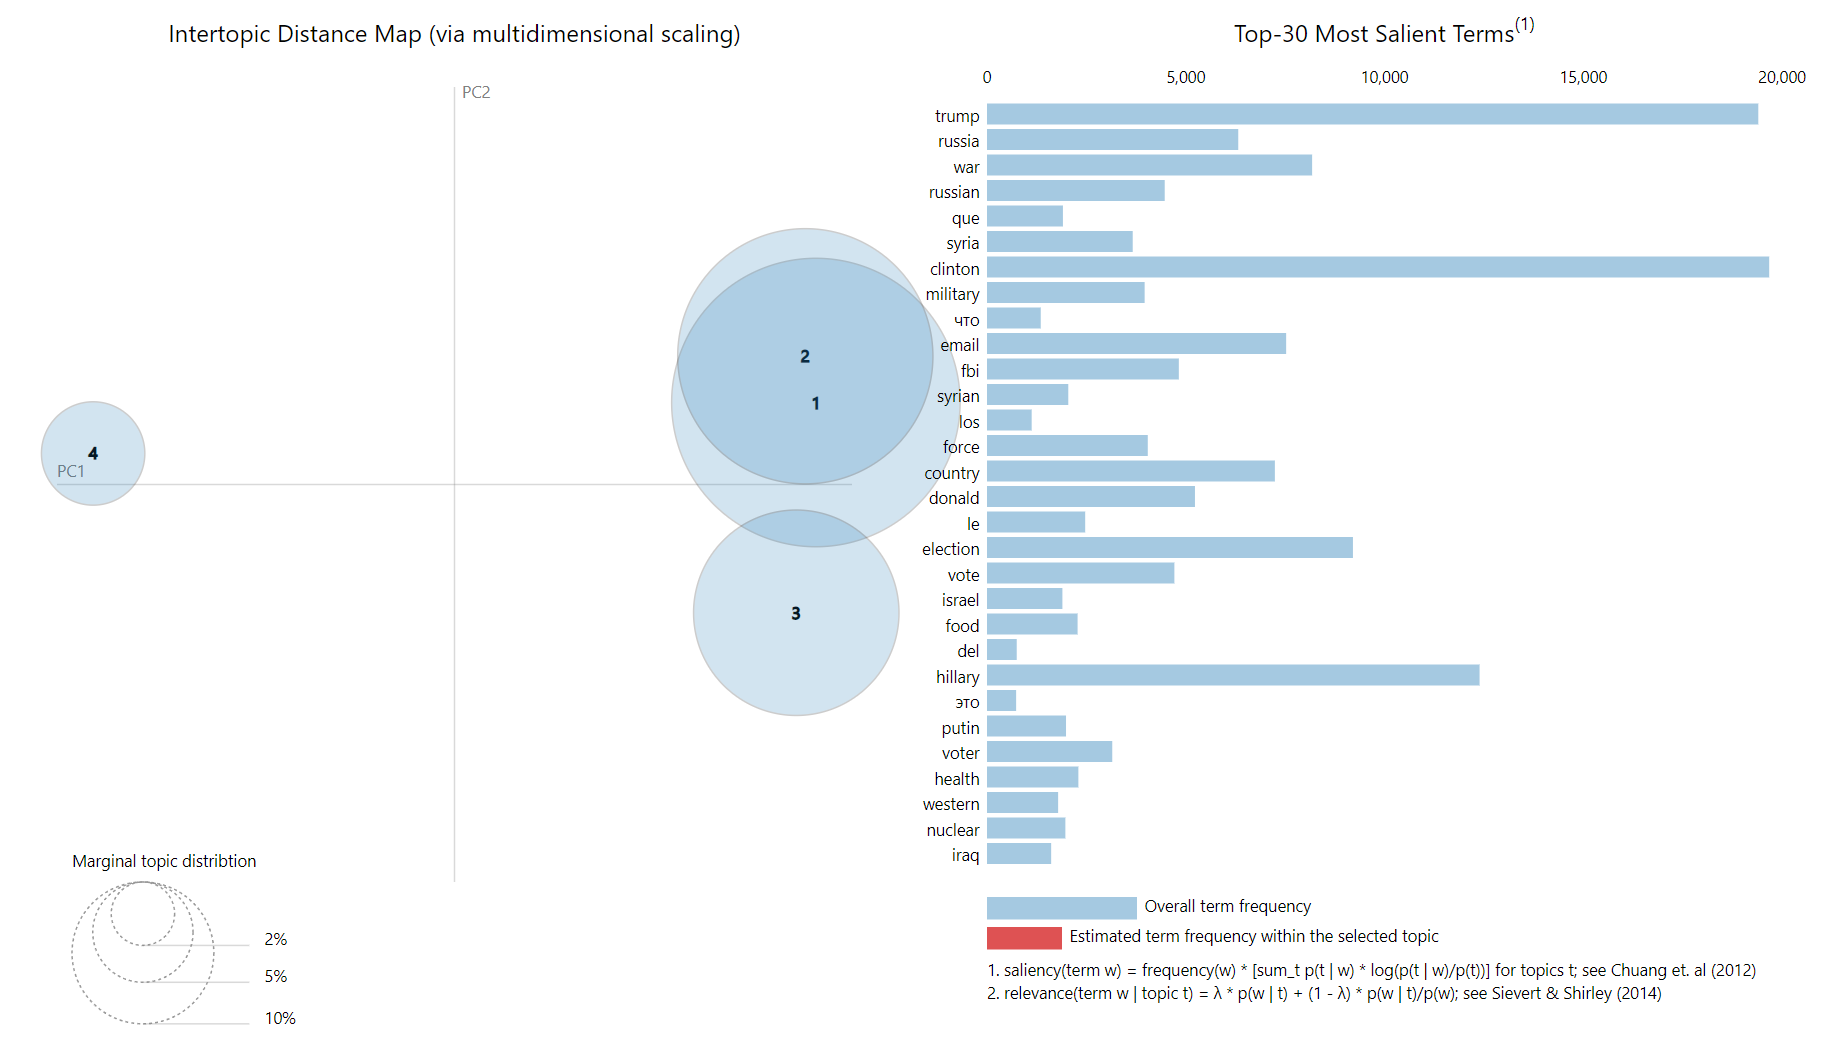 Intertopic Distance Map (via multidimensional scaling)
PC2
2
1
4
PC1
3
Marginal topic distribtion
2%
5%
10%
Top-30 Most Salient Terms(1)
0 5,000 10,000 15,000 20,000
trump
russia
war
russian
que
syria
clinton
military
что
email
fbi
syrian
los
force
country
donald
le
election
vote
israel
food
del
hillary
это
putin
voter
health
western
nuclear
iraq
Overall term frequency
Estimated term frequency within the selected topic
1. saliency(term w) = frequency(w) * [sum_t p(t | w) * log(p(t | w)/p(t))] for topics t; see Chuang et. al (2012)
2. relevance(term w | topic t) = λ * p(w | t) + (1 - λ) * p(w | t)/p(w); see Sievert & Shirley (2014)